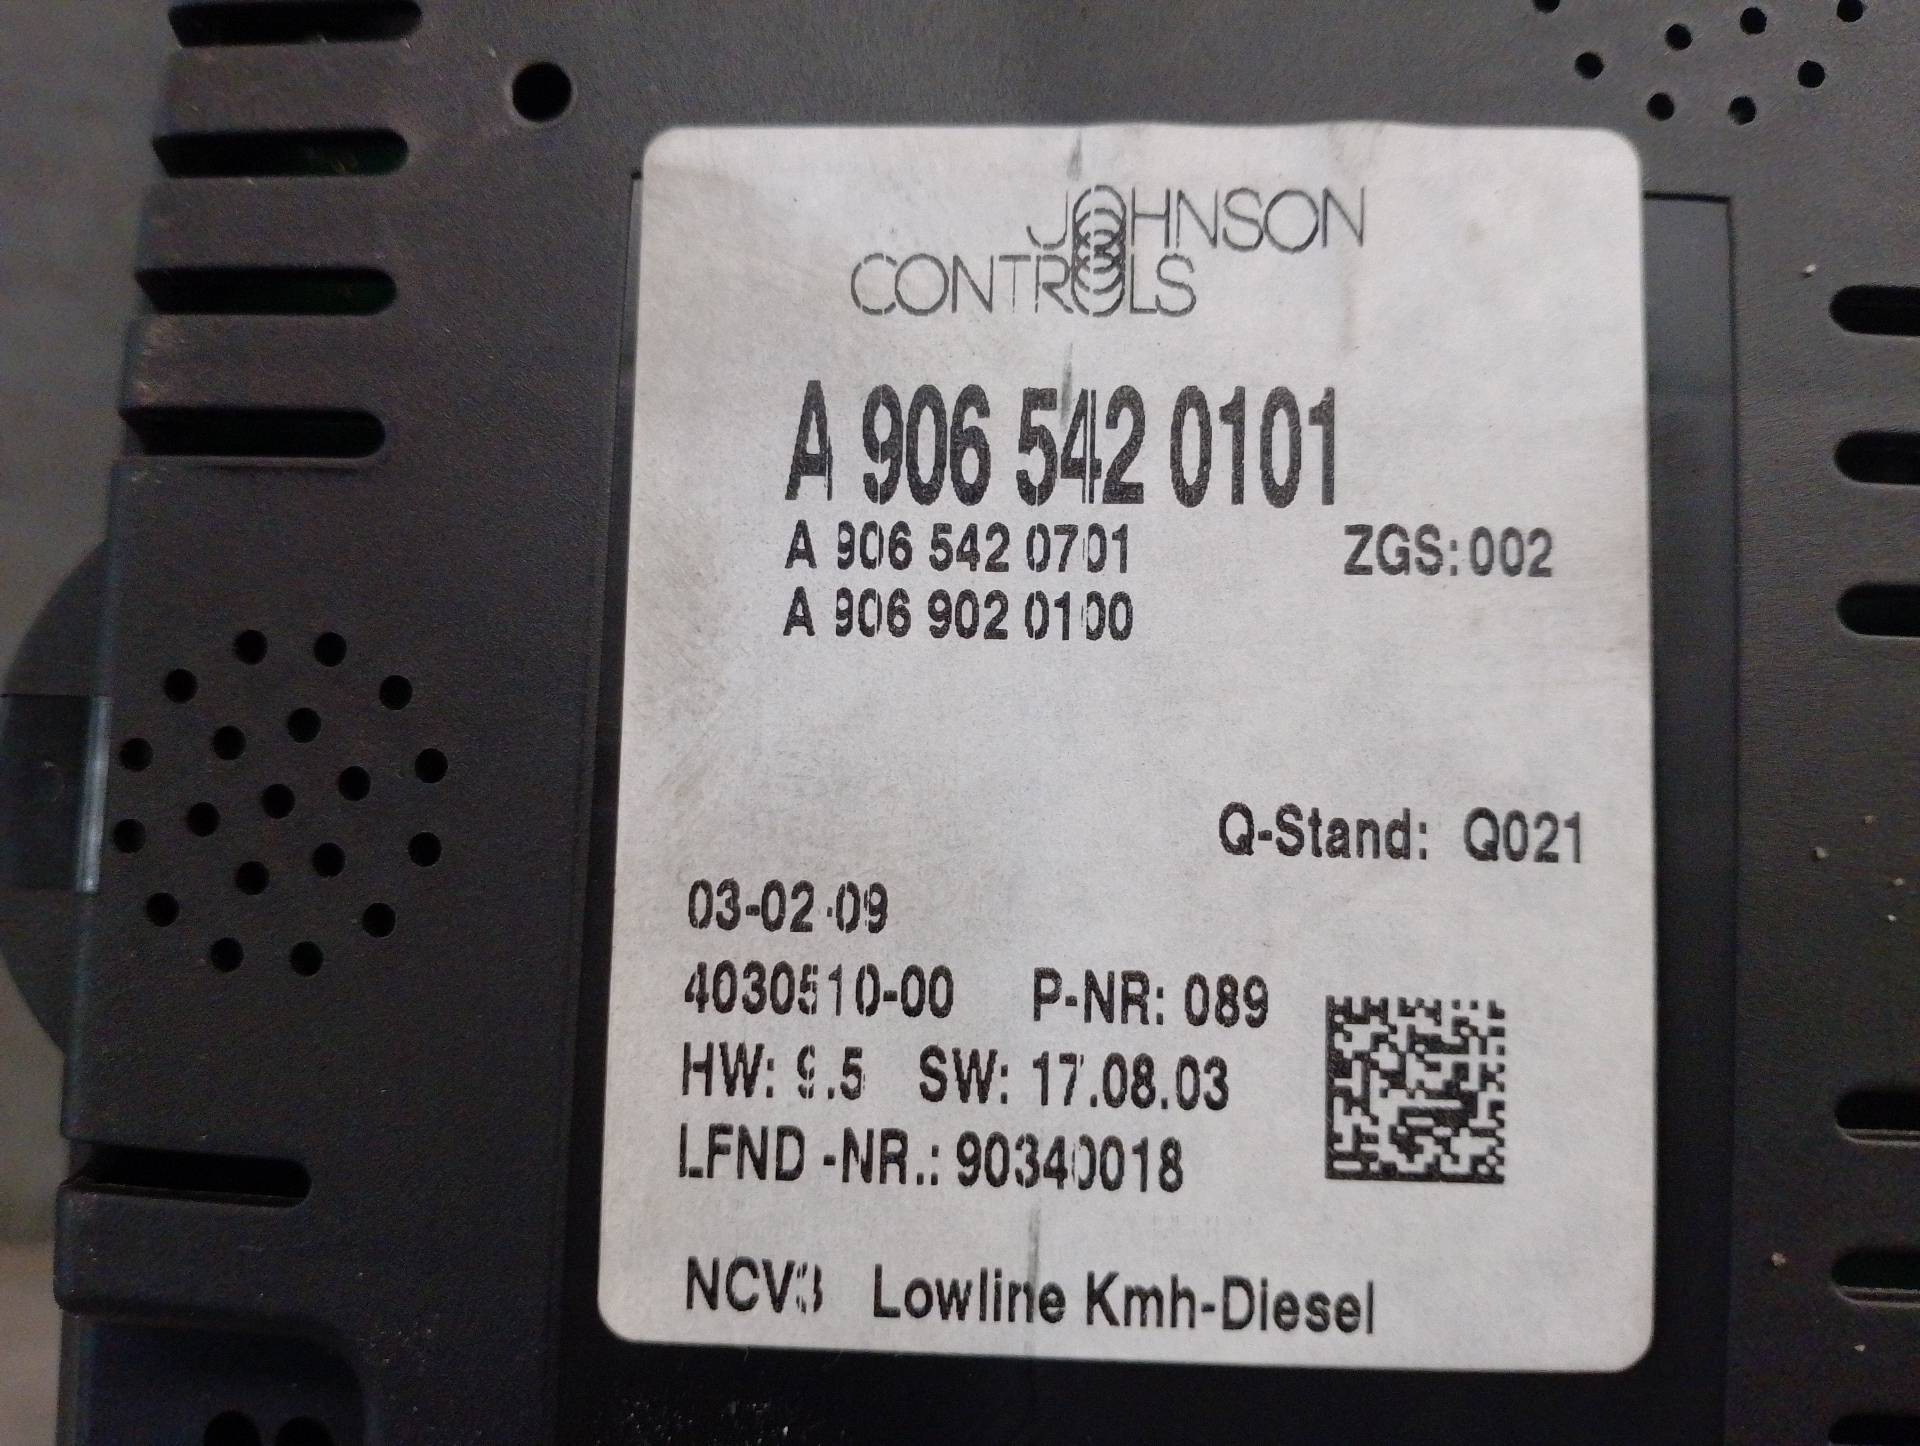 JOHNSON
CONTROLS
A 906 542 0101
A 906 542 0701 ZGS:002
A 906 902 0100
Q-Stand: Q021
03-02-09
4030510-00 P-NR: 089
HW: 9.5 SW: 17.08.03
LFND -NR.: 90340018
NCV3 Lowline Kmh-Diesel